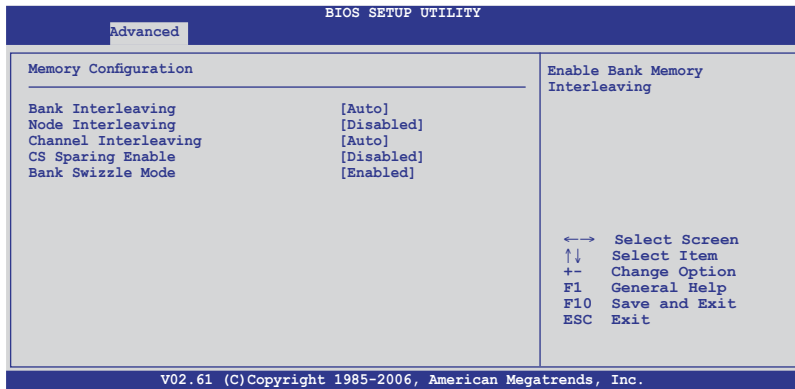 BIOS SETUP UTILITY
Advanced
Memory Configuration
Bank Interleaving [Auto]
Node Interleaving [Disabled]
Channel Interleaving [Auto]
CS Sparing Enable [Disabled]
Bank Swizzle Mode [Enabled]
Enable Bank Memory
Interleaving
←→ Select Screen
↑↓ Select Item
+- Change Option
F1 General Help
F10 Save and Exit
ESC Exit
V02.61 (C)Copyright 1985-2006, American Megatrends, Inc.